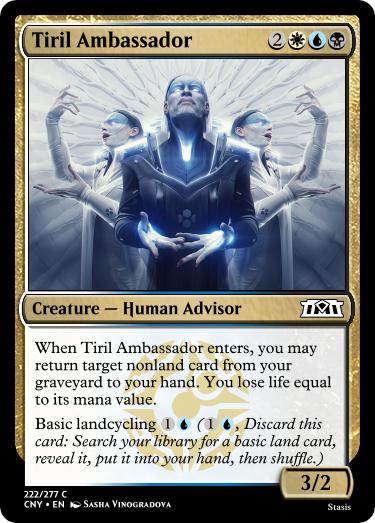 Tiril Ambassador 2
Creature — Human Advisor
When Tiril Ambassador enters, you may
return target nonland card from your
graveyard to your hand. You lose life equal
to its mana value.
Basic landcycling 1 (1 , Discard this
card: Search your library for a basic land card,
reveal it, put it into your hand, then shuffle.)
3/2
222/277 C
CNY • EN Sasha Vinogradova
Stasis